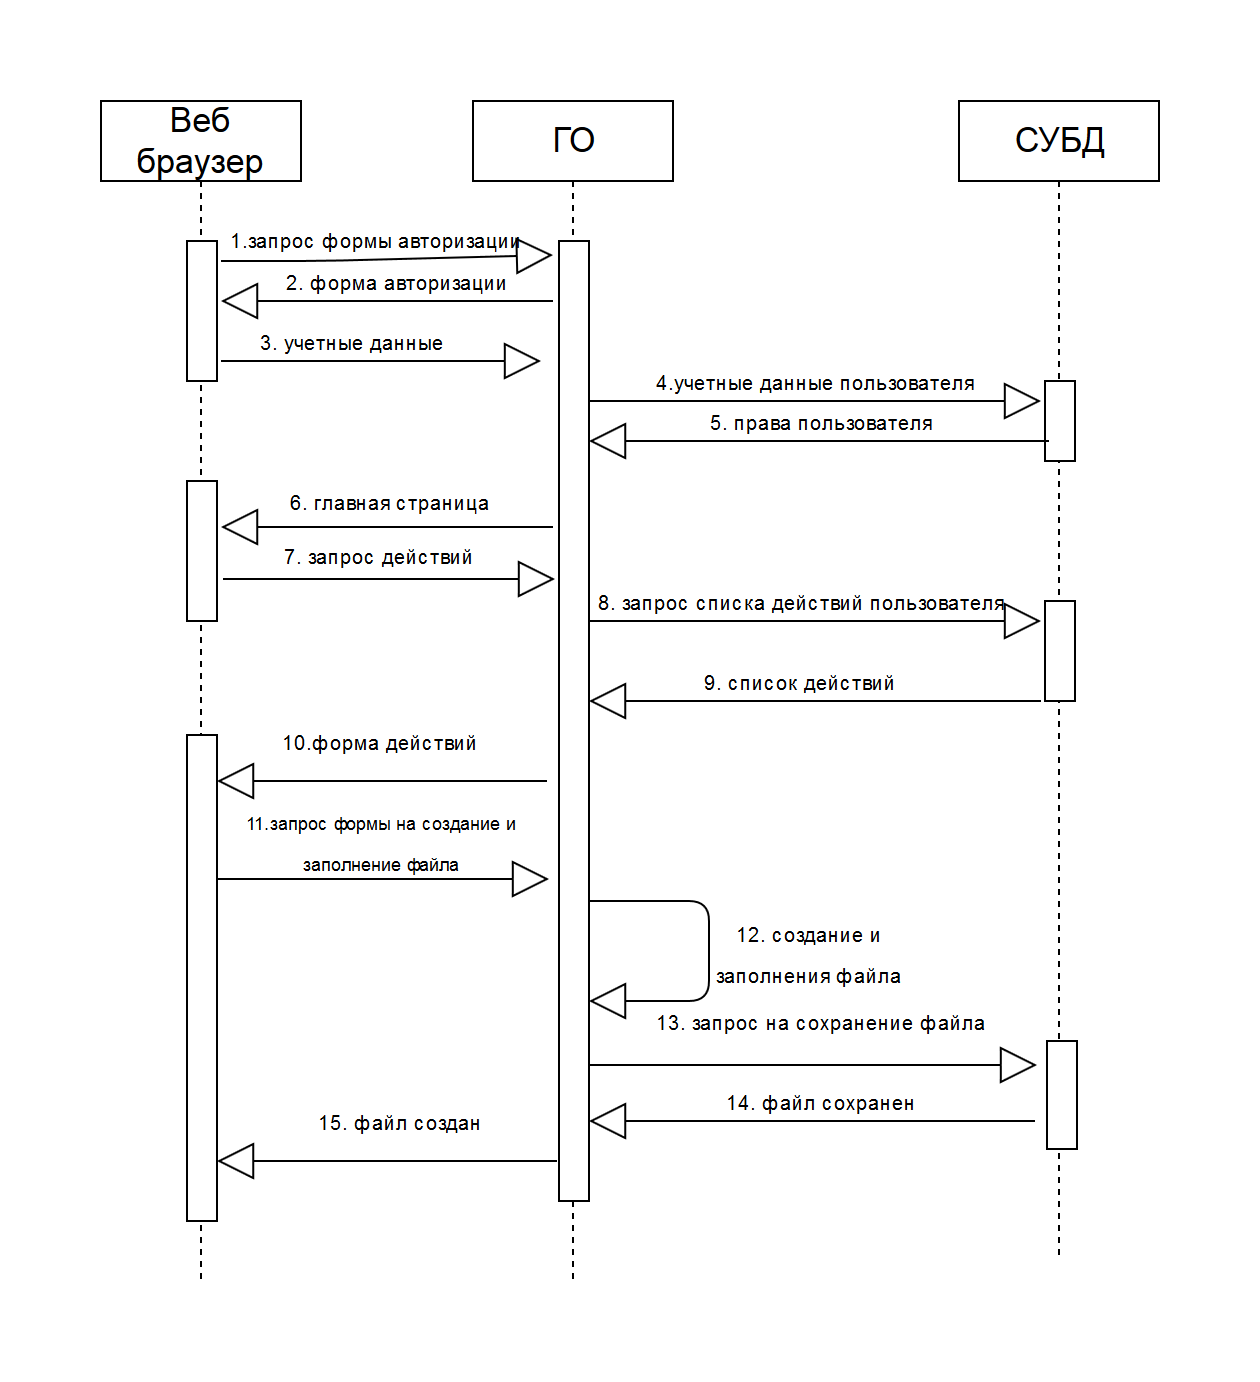 Веб
браузер
ГО
СУБД
1.запрос формы авторизации
2. форма авторизации
3. учетные данные
4.учетные данные пользователя
5. права пользователя
6. главная страница
7. запрос действий
8. запрос списка действий пользователя
9. список действий
10.форма действий
11.запрос формы на создание и
заполнение файла
12. создание и
заполнения файла
13. запрос на сохранение файла
14. файл сохранен
15. файл создан